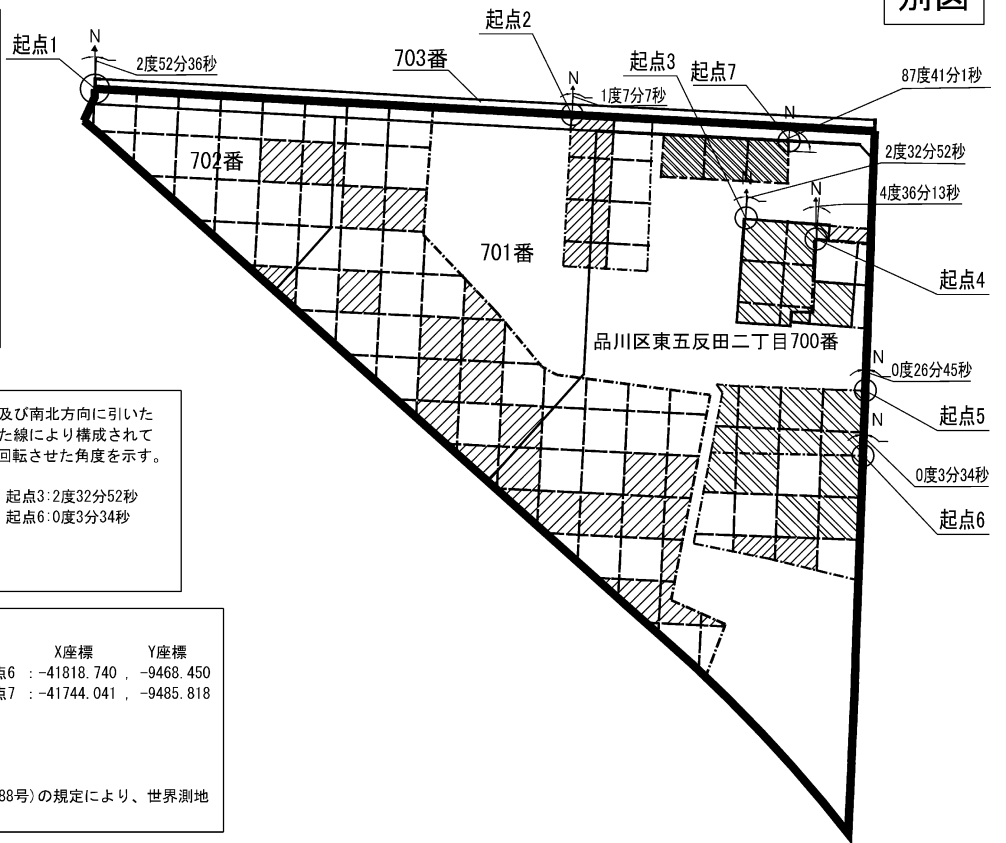 別図
起点1
N
2度52分36秒
703番
起点2
N
1度7分7秒
起点3
起点7
N
87度41分1秒
2度32分52秒
N
4度36分13秒
起点4
702番
701番
品川区東五反田二丁目700番
N
0度26分45秒
起点5
N
0度3分34秒
起点6
及び南北方向に引いた
た線により構成されて
回転させた角度を示す。
起点3:2度32分52秒
起点6:0度3分34秒
X座標 Y座標
点6 :-41818.740 , -9468.450
点7 :-41744.041 , -9485.818
88号)の規定により、世界測地